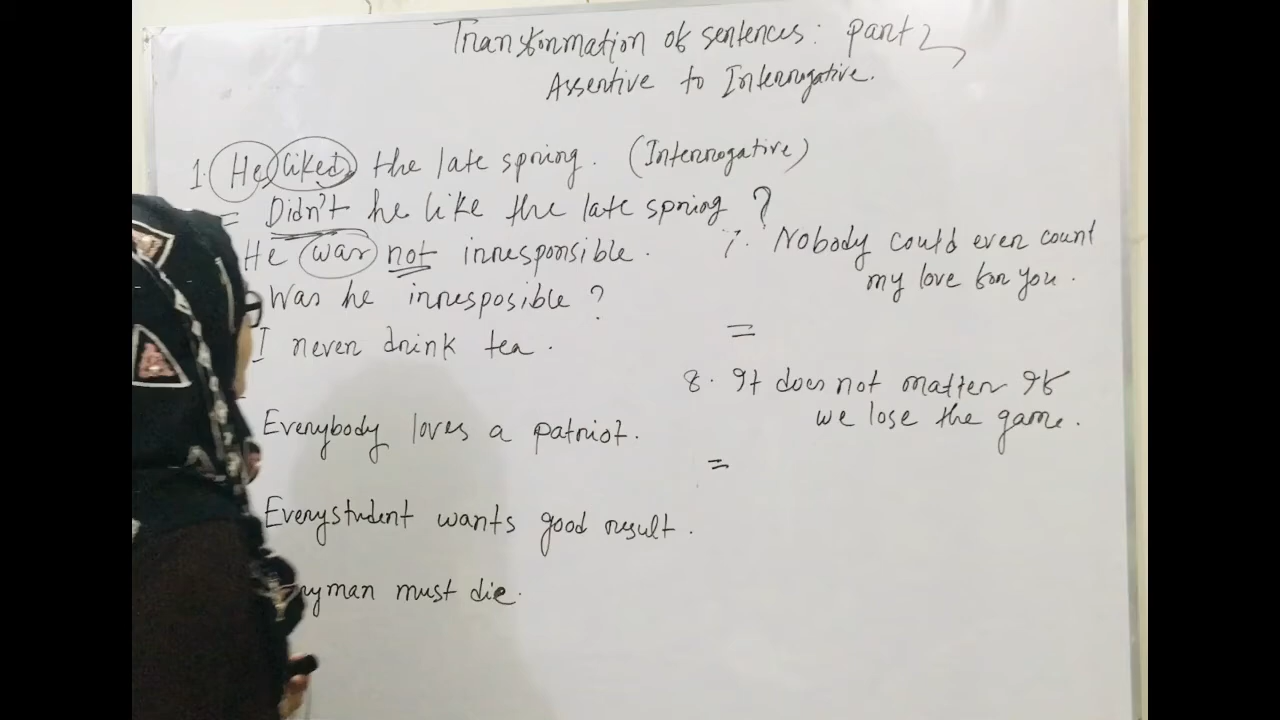 Transformation of sentences: part 2
Assertive to Interrogative.
1. He liked the late spring. (Interrogative)
= Didn't he like the late spring ?
He was not irresponsible.
Was he irresposible ?
I never drink tea.
Everybody loves a patriot.
Everystudent wants good result.
ryman must die.
7. Nobody could even count
my love for you.
=
8. It does not matter If
we lose the game.
=